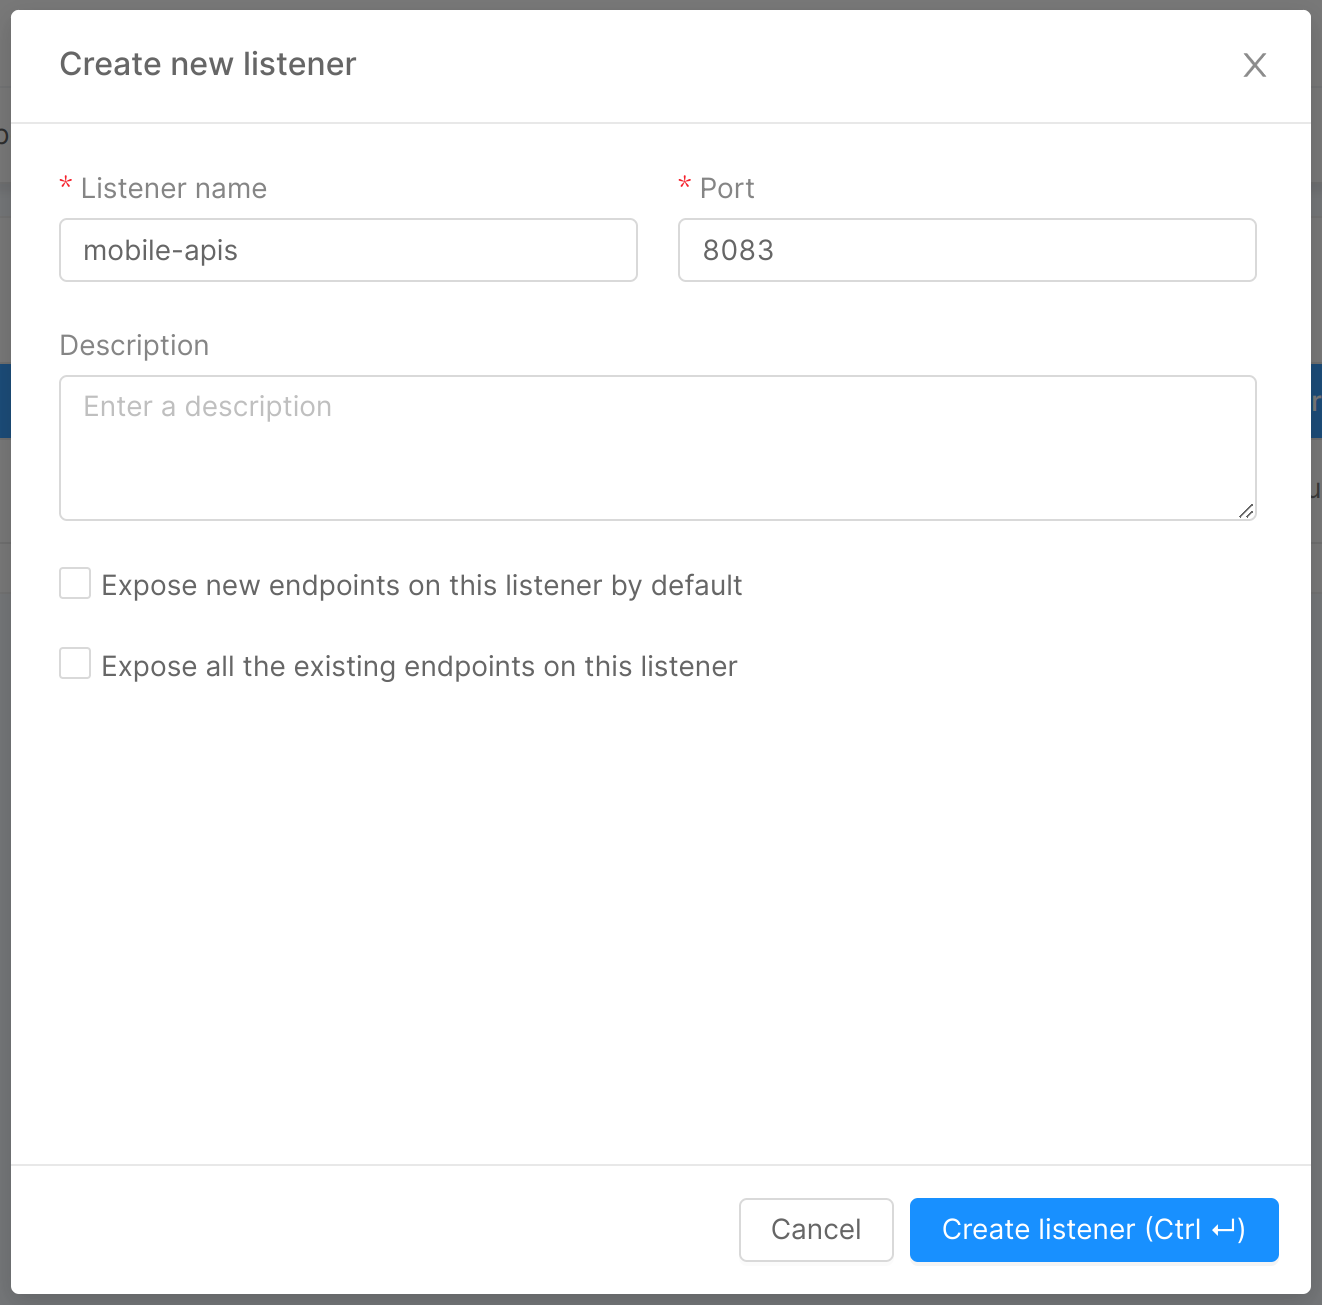 Create new listener
* Listener name
* Port
mobile-apis
8083
Description
Enter a description
Expose new endpoints on this listener by default
Expose all the existing endpoints on this listener
Cancel
Create listener (Ctrl ↵)